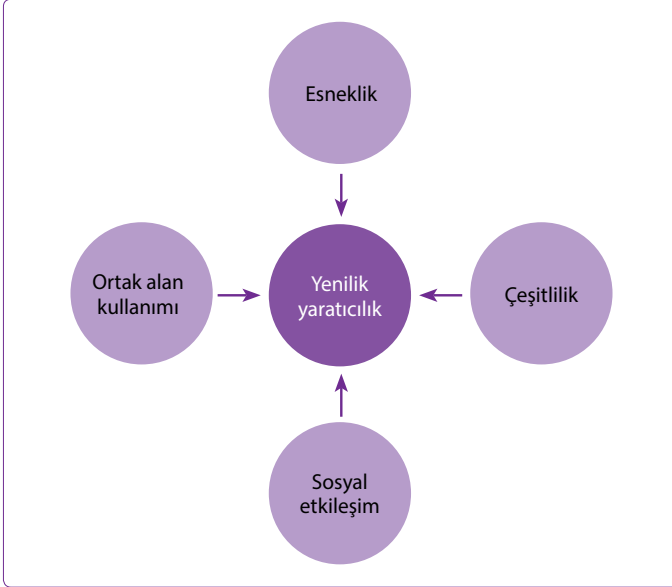 Esneklik
Ortak alan
kullanımı
Yenilik
yaratıcılık
Çeşitlilik
Sosyal
etkileşim